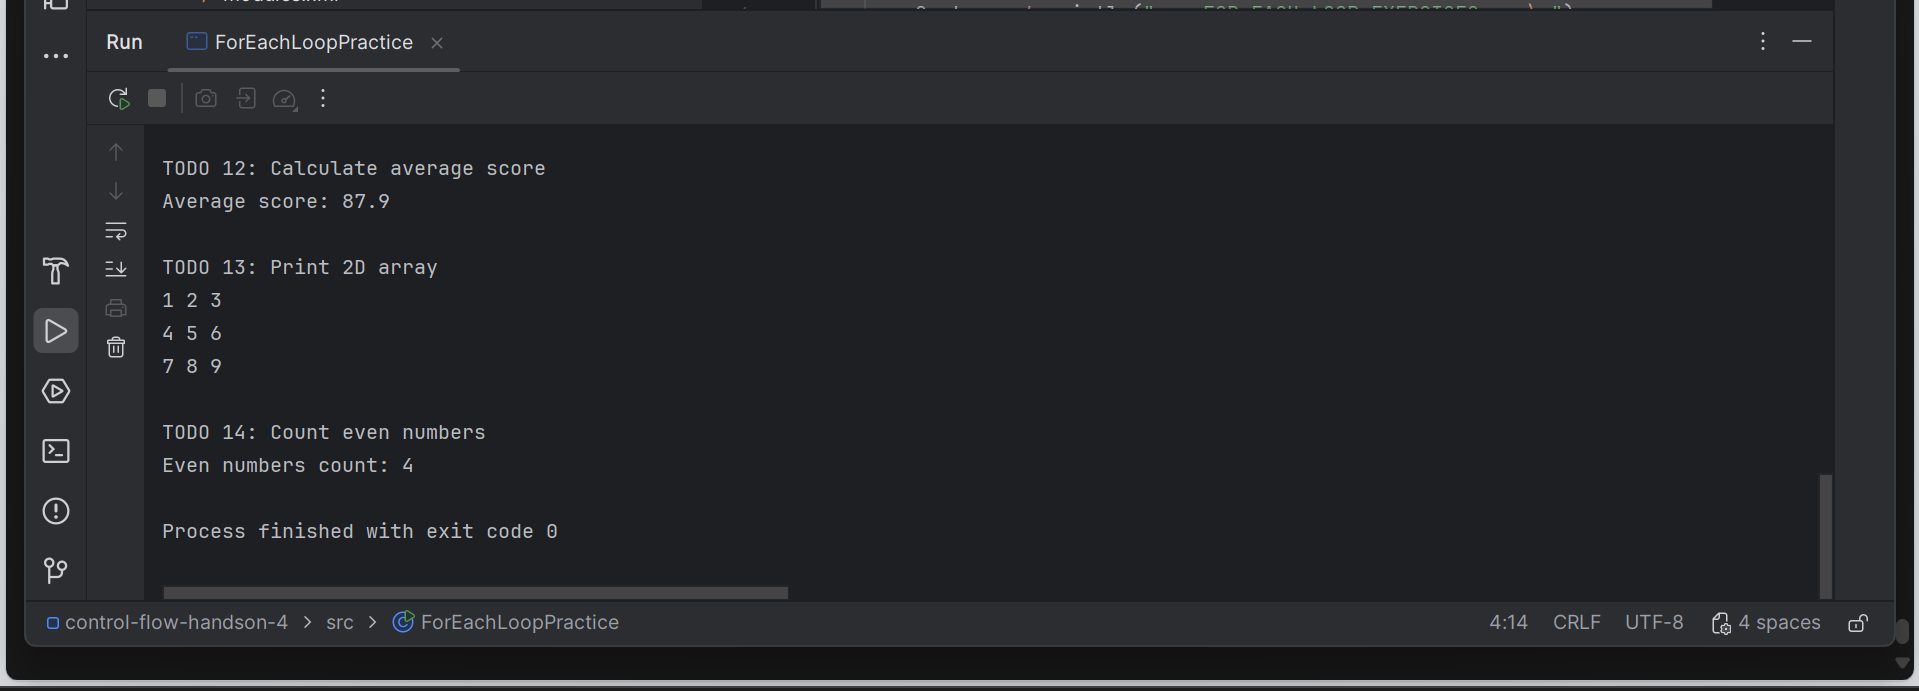 Run ForEachLoopPractice
TODO 12: Calculate average score
Average score: 87.9
TODO 13: Print 2D array
1 2 3
4 5 6
7 8 9
TODO 14: Count even numbers
Even numbers count: 4
Process finished with exit code 0
control-flow-handson-4 > src > ForEachLoopPractice 4:14 CRLF UTF-8 4 spaces